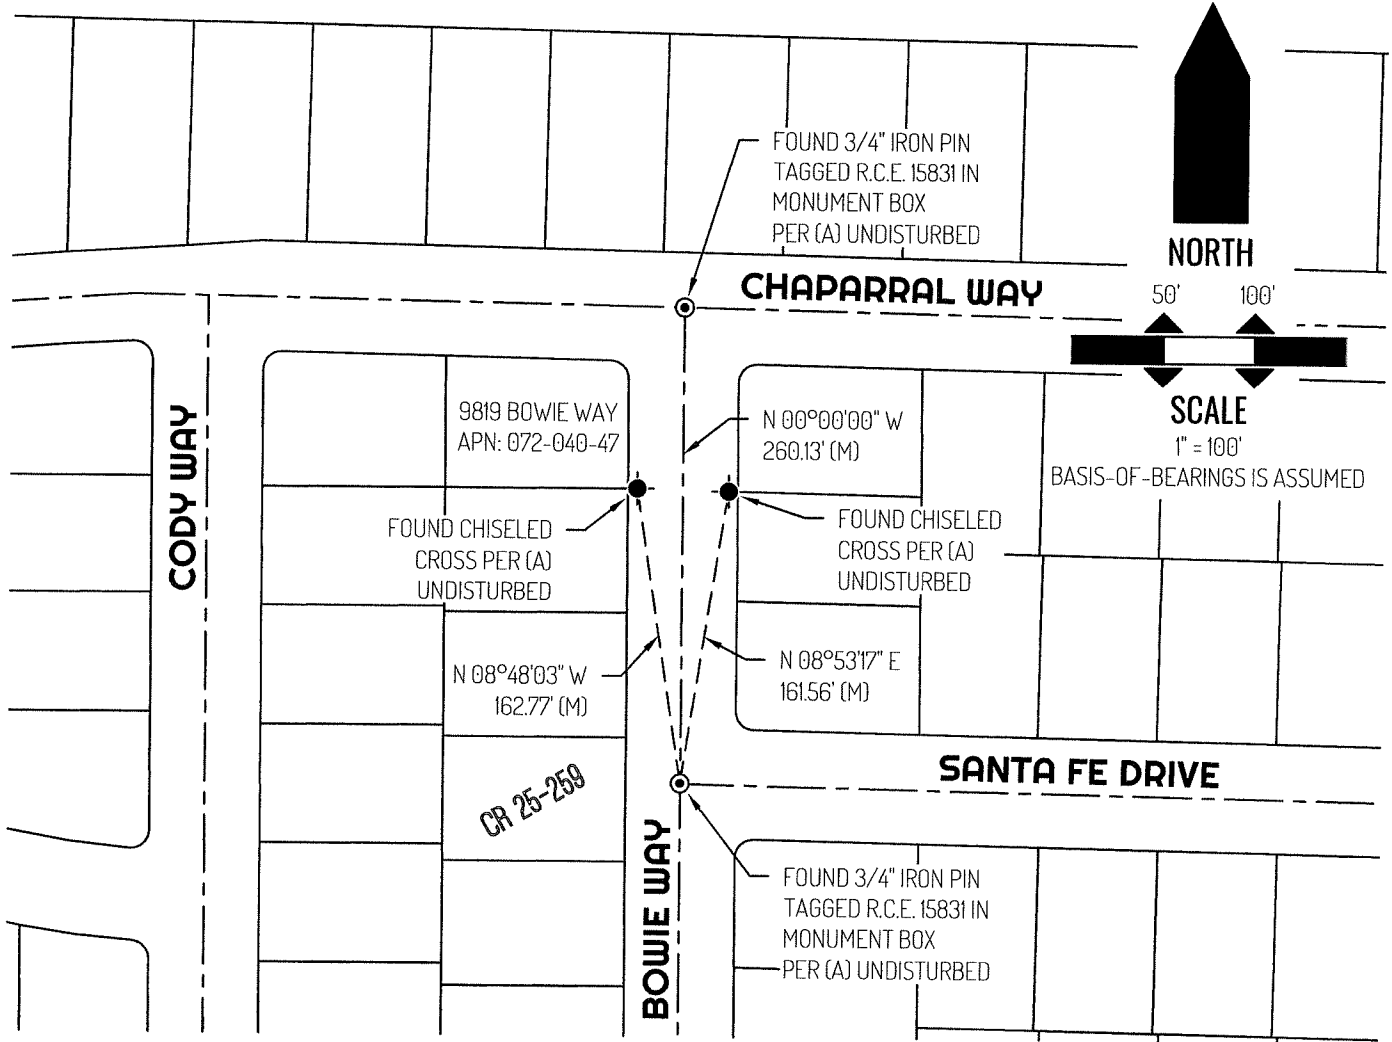 FOUND 3/4" IRON PIN
TAGGED R.C.E. 15831 IN
MONUMENT BOX
PER (A) UNDISTURBED
NORTH
CHAPARRAL WAY
50' 100'
SCALE
1" = 100'
BASIS-OF-BEARINGS IS ASSUMED
9819 BOWIE WAY
APN: 072-040-47
N 00°00'00" W
260.13' (M)
CODY WAY
FOUND CHISELED
CROSS PER (A)
UNDISTURBED
FOUND CHISELED
CROSS PER (A)
UNDISTURBED
N 08°48'03" W
162.77' (M)
N 08°53'17" E
161.56' (M)
SANTA FE DRIVE
CR 25-259
BOWIE WAY
FOUND 3/4" IRON PIN
TAGGED R.C.E. 15831 IN
MONUMENT BOX
PER (A) UNDISTURBED